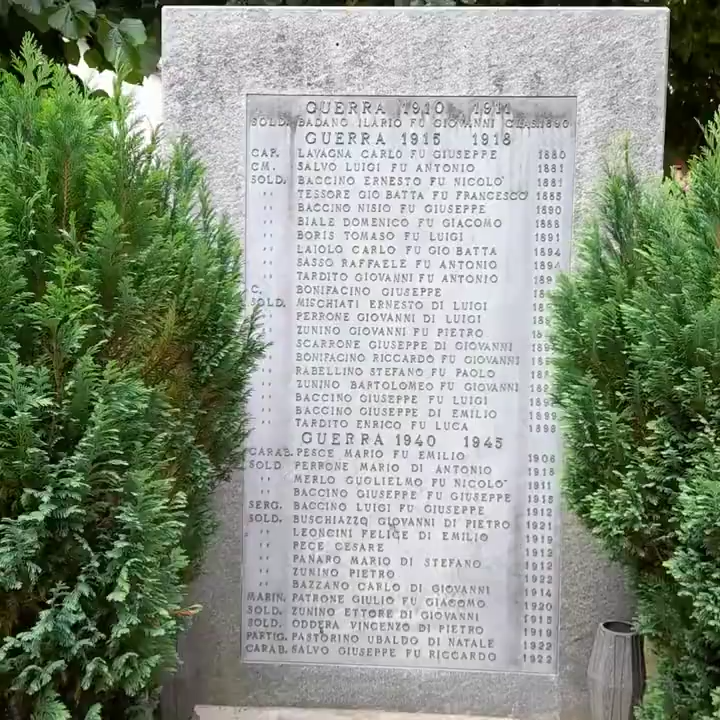 GUERRA 1910 - 1911
SOLD. BADANO ILARIO FU GIOVANNI CLAS. 1890
GUERRA 1915 1918
CAP. LAVAGNA CARLO FU GIUSEPPE 1880
CM. SALVO LUIGI FU ANTONIO 1881
SOLD. BACCINO ERNESTO FU NICOLO' 1881
" TESSORE GIO BATTA FU FRANCESCO 1885
" BACCINO NISIO FU GIUSEPPE 1890
" BIALE DOMENICO FU GIACOMO 1888
" BORIS TOMASO FU LUIGI 1891
" LAIOLO CARLO FU GIO BATTA 1894
" SASSO RAFFAELE FU ANTONIO 1894
" TARDITO GIOVANNI FU ANTONIO
C. BONIFACINO GIUSEPPE
SOLD. MISCHIATI ERNESTO DI LUIGI
" PERRONE GIOVANNI DI LUIGI
" ZUNINO GIOVANNI FU PIETRO
" SCARRONE GIUSEPPE DI GIOVANNI
" BONIFACINO RICCARDO FU GIOVANNI
" RABELLINO STEFANO FU PAOLO
" ZUNINO BARTOLOMEO FU GIOVANNI
" BACCINO GIUSEPPE FU LUIGI
" BACCINO GIUSEPPE DI EMILIO 1899
" TARDITO ENRICO FU LUCA 1898
GUERRA 1940 1945
CARAB. PESCE MARIO FU EMILIO 1906
SOLD. PERRONE MARIO DI ANTONIO 1918
" MERLO GUGLIELMO FU NICOLO' 1911
" BACCINO GIUSEPPE FU GIUSEPPE 1915
SERG. BACCINO LUIGI FU GIUSEPPE 1912
SOLD. BUSCHIAZZO GIOVANNI DI PIETRO 1921
" LEONCINI FELICE DI EMILIO 1919
" PECE CESARE 1912
" PANARO MARIO DI STEFANO 1912
" ZUNINO PIETRO 1922
" BAZZANO CARLO DI GIOVANNI 1914
MARIN. PATRONE GIULIO FU GIACOMO 1920
SOLD. ZUNINO ETTORE DI GIOVANNI 1915
SOLD. ODDERA VINCENZO DI PIETRO 1919
PARTIG. PASTORINO UBALDO DI NATALE 1922
CARAB. SALVO GIUSEPPE FU RICCARDO 1922